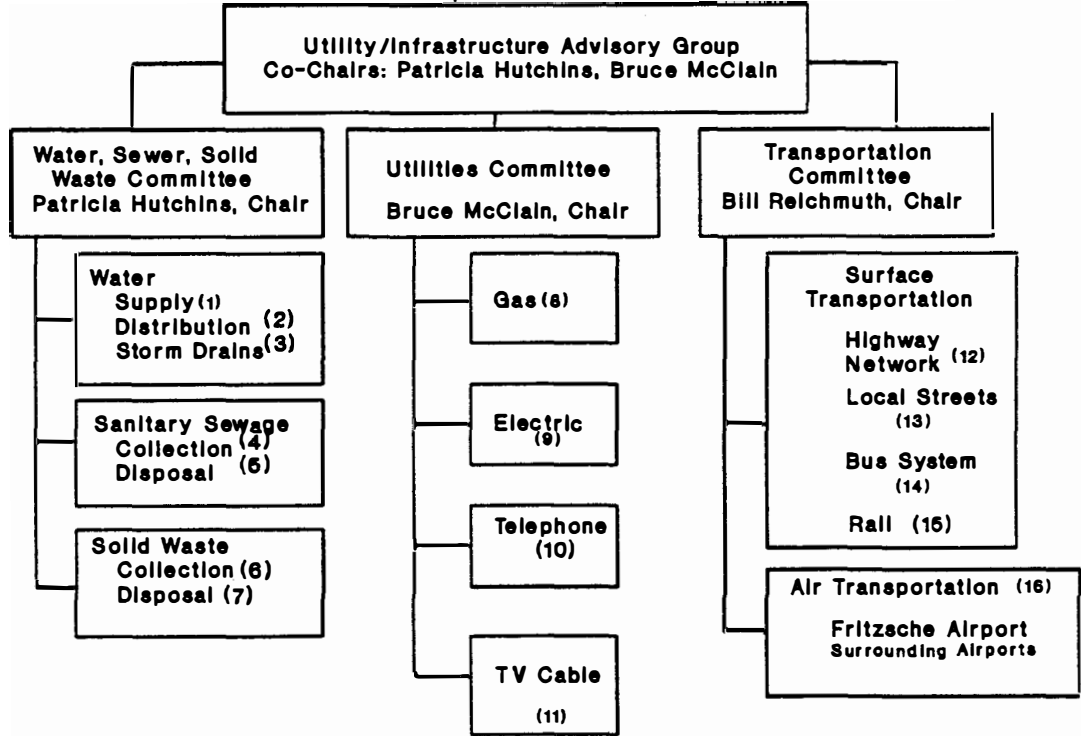 Utility/Infrastructure Advisory Group
Co-Chairs: Patricia Hutchins, Bruce McClain
Water, Sewer, Solid
Waste Committee
Patricia Hutchins, Chair
Water
Supply (1)
Distribution (2)
Storm Drains (3)
Sanitary Sewage
Collection (4)
Disposal (5)
Solid Waste
Collection (6)
Disposal (7)
Utilities Committee
Bruce McClain, Chair
Gas (8)
Electric
(9)
Telephone
(10)
TV Cable
(11)
Transportation
Committee
Bill Reichmuth, Chair
Surface
Transportation
Highway
Network (12)
Local Streets
(13)
Bus System
(14)
Rail (15)
Air Transportation (16)
Fritzsche Airport
Surrounding Airports